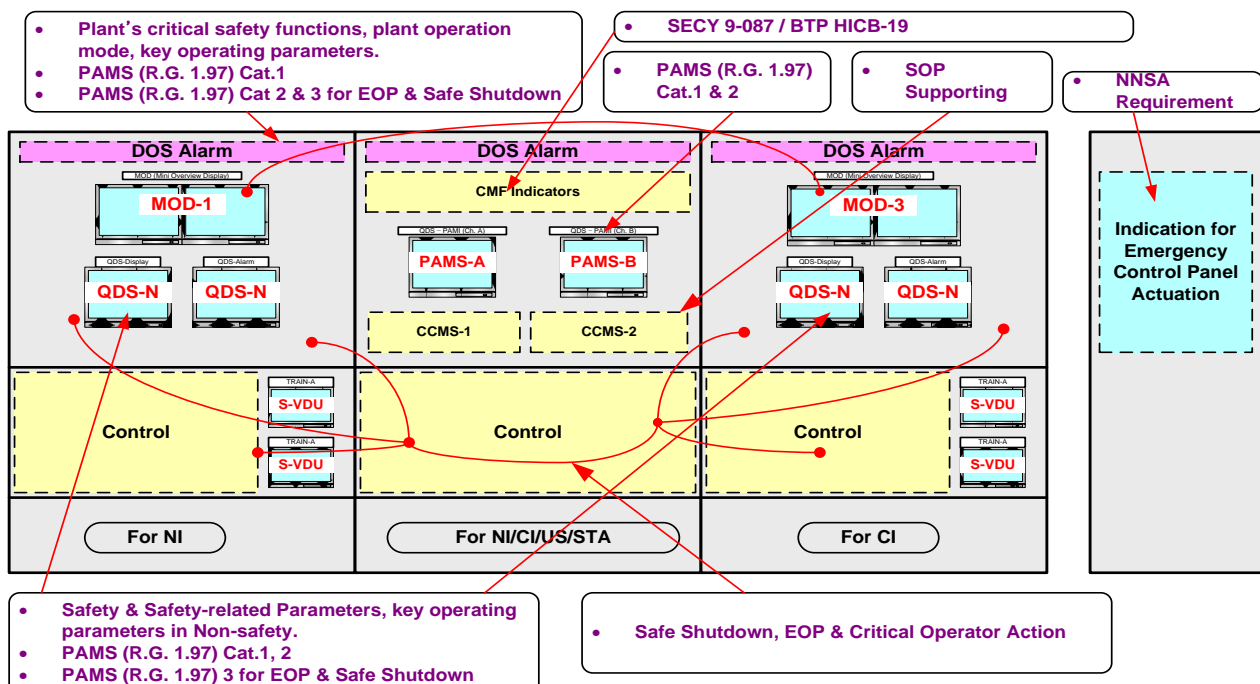 • Plant's critical safety functions, plant operation
mode, key operating parameters.
• PAMS (R.G. 1.97) Cat.1
• PAMS (R.G. 1.97) Cat 2 & 3 for EOP & Safe Shutdown
• SECY 9-087 / BTP HICB-19
• PAMS (R.G. 1.97)
Cat.1 & 2
• SOP
Supporting
• NNSA
Requirement
DOS Alarm
MOD (Mini Overview Display)
MOD-1
QDS-Display
QDS-N
QDS-Alarm
QDS-N
DOS Alarm
CMF Indicators
QDS – PAMI (Ch. A)
PAMS-A
QDS – PAMI (Ch. B)
PAMS-B
CCMS-1
CCMS-2
DOS Alarm
MOD (Mini Overview Display)
MOD-3
QDS-Display
QDS-N
QDS-Alarm
QDS-N
Indication for
Emergency
Control Panel
Actuation
Control
TRAIN-A
S-VDU
TRAIN-A
S-VDU
Control
Control
TRAIN-A
S-VDU
TRAIN-A
S-VDU
For NI
For NI/CI/US/STA
For CI
• Safety & Safety-related Parameters, key operating
parameters in Non-safety.
• PAMS (R.G. 1.97) Cat.1, 2
• PAMS (R.G. 1.97) 3 for EOP & Safe Shutdown
• Safe Shutdown, EOP & Critical Operator Action